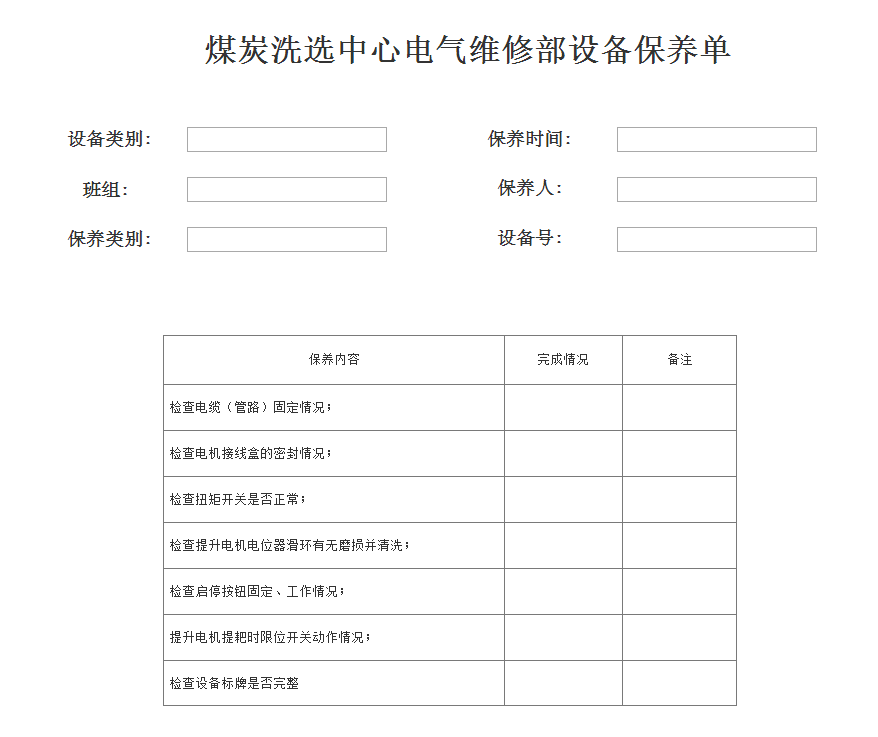 煤炭洗选中心电气维修部设备保养单
设备类别： 保养时间：
班组： 保养人：
保养类别： 设备号：
保养内容 完成情况 备注
检查电缆（管路）固定情况；
检查电机接线盒的密封情况；
检查扭矩开关是否正常；
检查提升电机电位器滑环有无磨损并清洗；
检查启停按钮固定、工作情况；
提升电机提耙时限位开关动作情况；
检查设备标牌是否完整